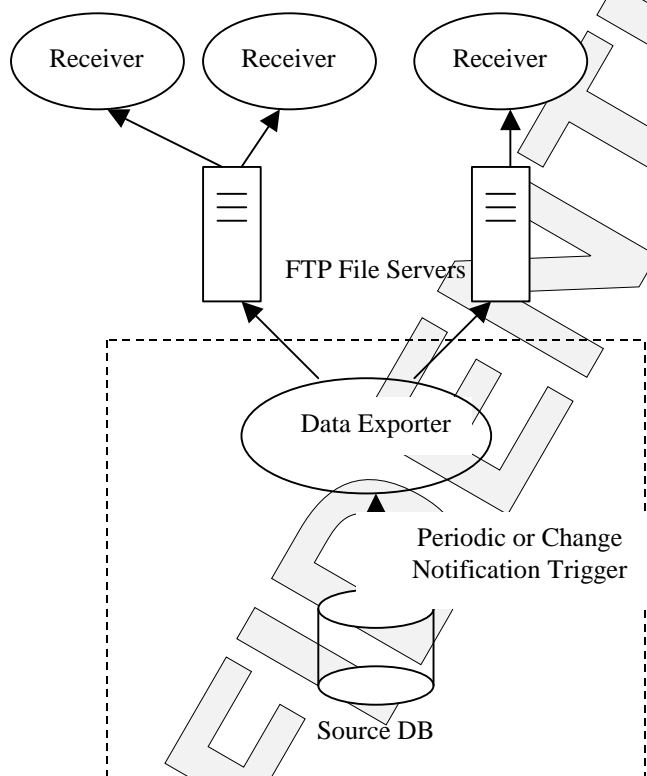 Receiver
Receiver
Receiver
FTP File Servers
Data Exporter
Periodic or Change
Notification Trigger
Source DB